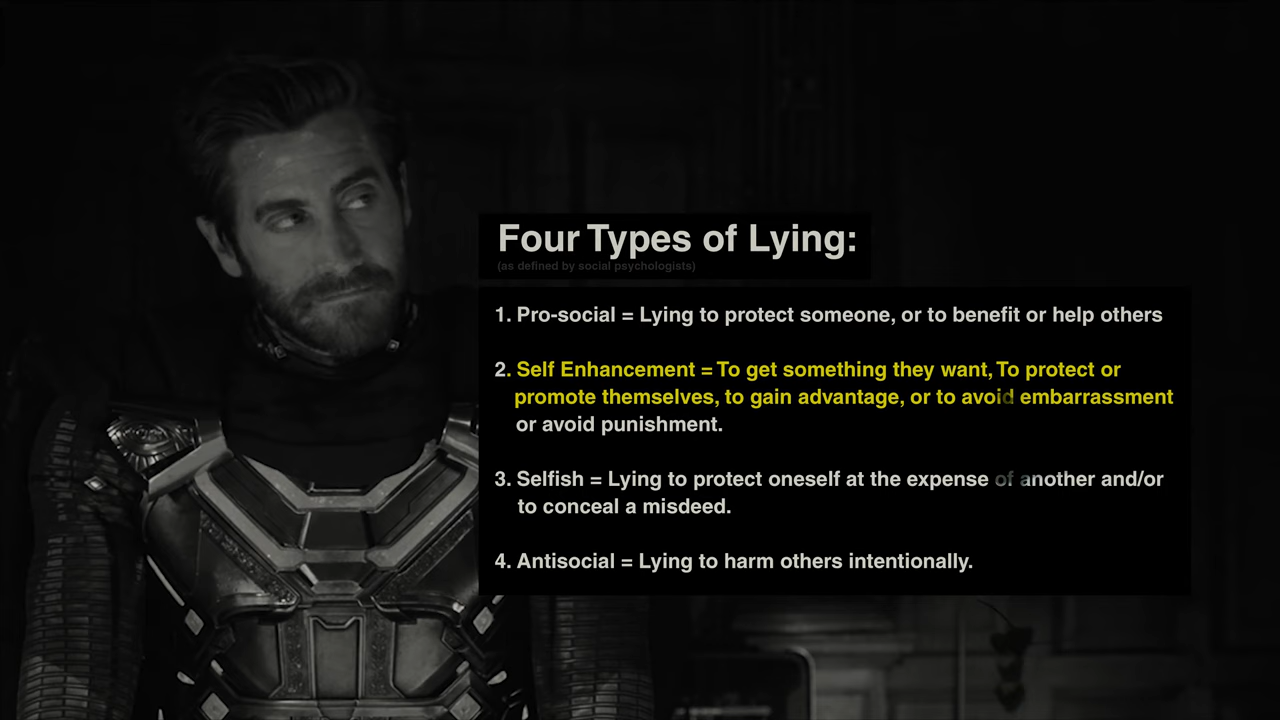 Four Types of Lying:
(as defined by social psychologists)
1. Pro-social = Lying to protect someone, or to benefit or help others
2. Self Enhancement = To get something they want, To protect or
promote themselves, to gain advantage, or to avoid embarrassment
or avoid punishment.
3. Selfish = Lying to protect oneself at the expense of another and/or
to conceal a misdeed.
4. Antisocial = Lying to harm others intentionally.